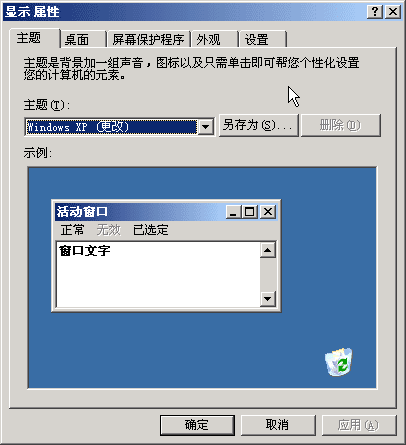 显示 属性
主题
桌面
屏幕保护程序
外观
设置
主题是背景加一组声音，图标以及只需单击即可帮您个性化设置
您的计算机的元素。
主题(T):
Windows XP (更改)
另存为(S)...
删除(D)
示例:
活动窗口
正常
无效
已选定
窗口文字
确定
取消
应用(A)